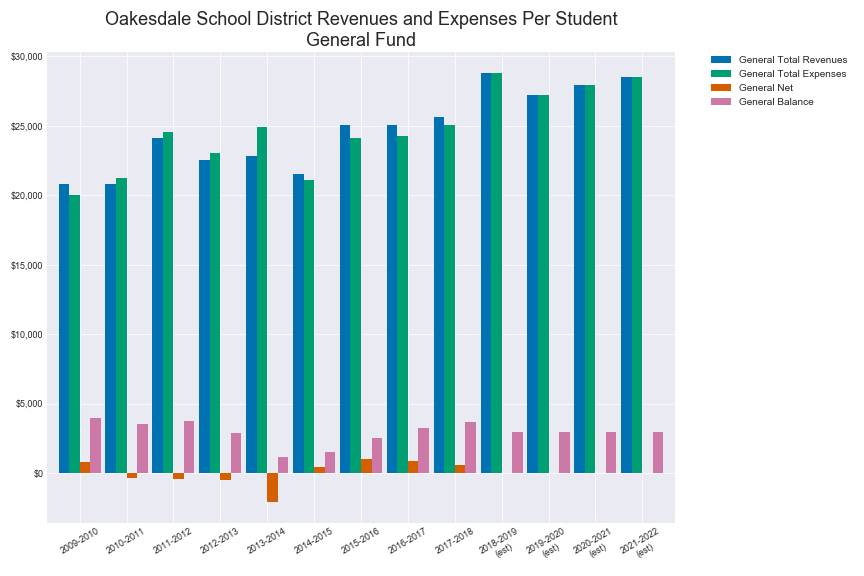 Oakesdale School District Revenues and Expenses Per Student
General Fund
$30,000
$25,000
$20,000
$15,000
$10,000
$5,000
$0
2009-2010
2010-2011
2011-2012
2012-2013
2013-2014
2014-2015
2015-2016
2016-2017
2017-2018
2018-2019
(est)
2019-2020
(est)
2020-2021
(est)
2021-2022
(est)
General Total Revenues
General Total Expenses
General Net
General Balance